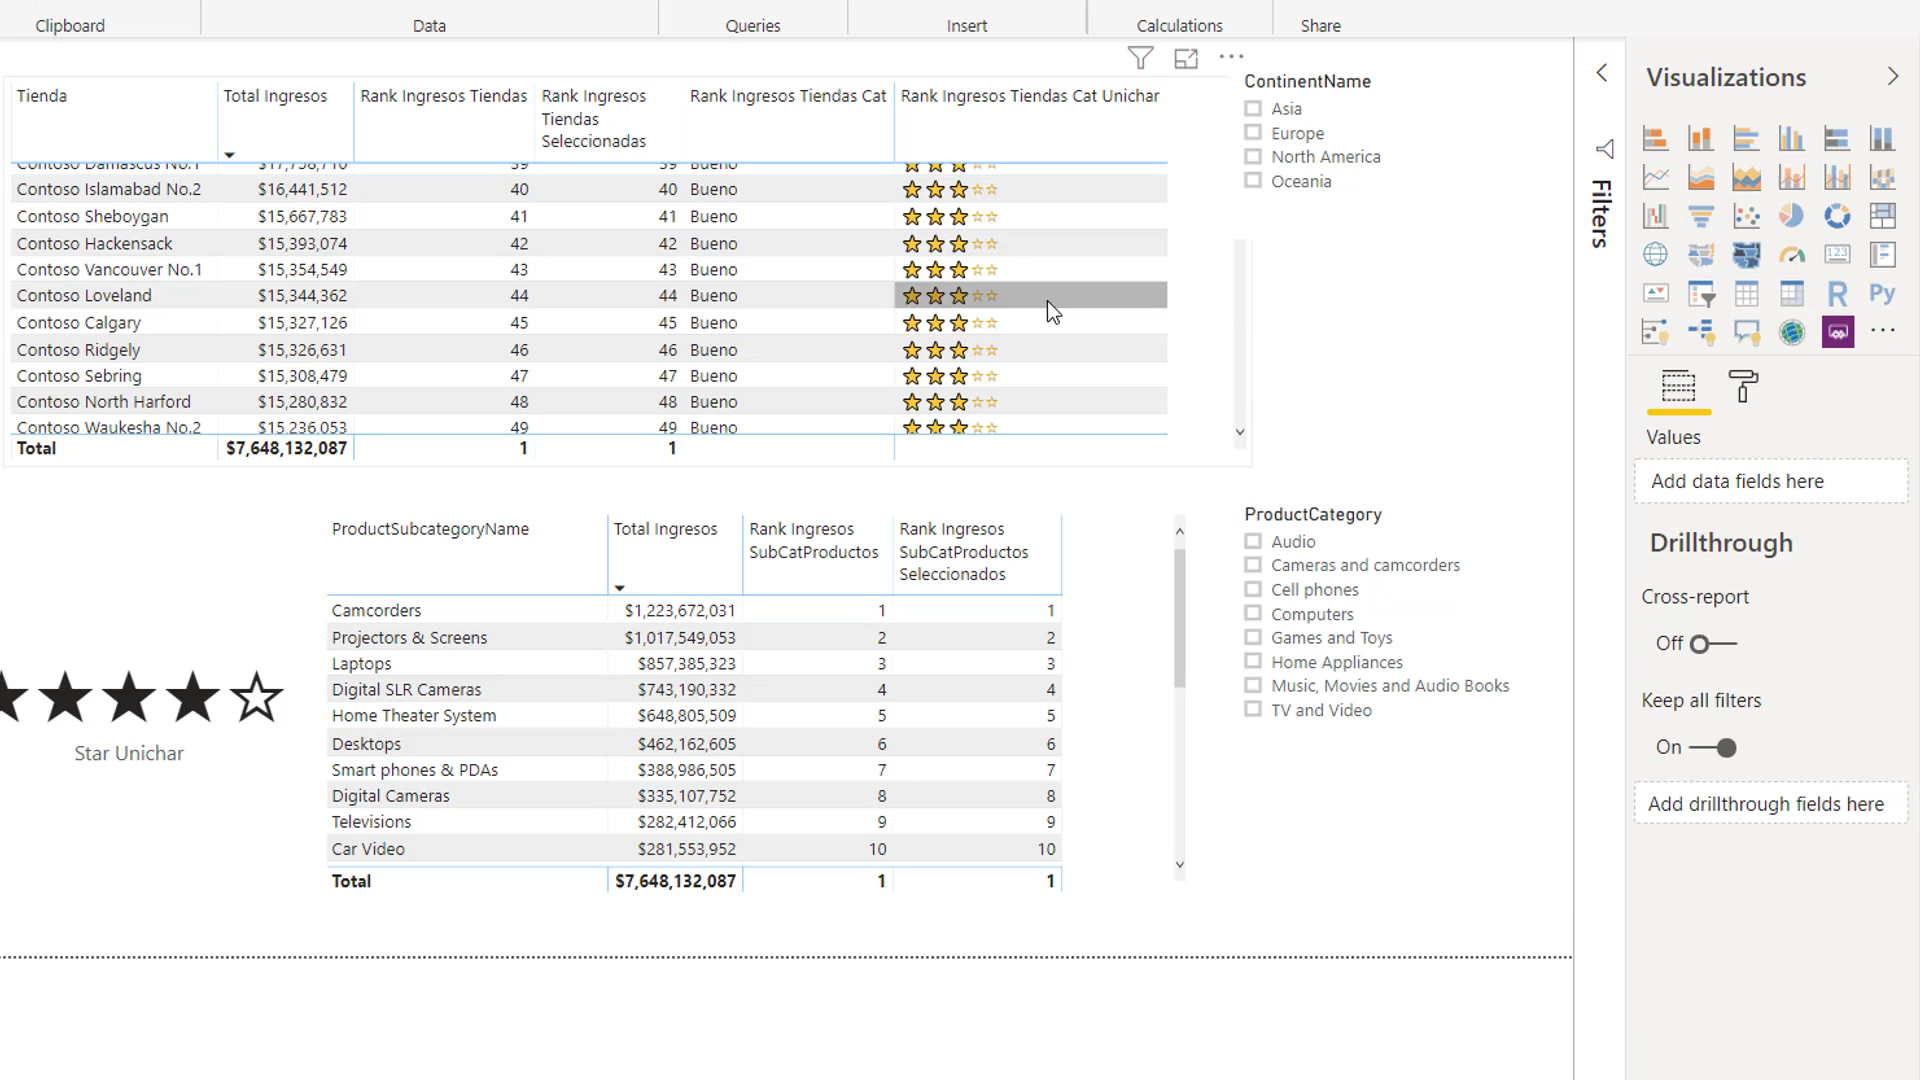 Clipboard Data Queries Insert Calculations Share
Tienda Total Ingresos Rank Ingresos Tiendas Rank Ingresos Tiendas Seleccionadas Rank Ingresos Tiendas Cat Rank Ingresos Tiendas Cat Unichar
Contoso Damascus No.1 $17,758,710 39 39 Bueno ★ ★ ★ ☆☆
Contoso Islamabad No.2 $16,441,512 40 40 Bueno ★ ★ ★ ☆☆
Contoso Sheboygan $15,667,783 41 41 Bueno ★ ★ ★ ☆☆
Contoso Hackensack $15,393,074 42 42 Bueno ★ ★ ★ ☆☆
Contoso Vancouver No.1 $15,354,549 43 43 Bueno ★ ★ ★ ☆☆
Contoso Loveland $15,344,362 44 44 Bueno ★ ★ ★ ☆☆
Contoso Calgary $15,327,126 45 45 Bueno ★ ★ ★ ☆☆
Contoso Ridgely $15,326,631 46 46 Bueno ★ ★ ★ ☆☆
Contoso Sebring $15,308,479 47 47 Bueno ★ ★ ★ ☆☆
Contoso North Harford $15,280,832 48 48 Bueno ★ ★ ★ ☆☆
Contoso Waukesha No.2 $15,236,053 49 49 Bueno ★ ★ ★ ☆☆
Total $7,648,132,087 1 1
ContinentName
Asia
Europe
North America
Oceania
★★★★☆
Star Unichar
ProductSubcategoryName Total Ingresos Rank Ingresos SubCatProductos Rank Ingresos SubCatProductos Seleccionados
Camcorders $1,223,672,031 1 1
Projectors & Screens $1,017,549,053 2 2
Laptops $857,385,323 3 3
Digital SLR Cameras $743,190,332 4 4
Home Theater System $648,805,509 5 5
Desktops $462,162,605 6 6
Smart phones & PDAs $388,986,505 7 7
Digital Cameras $335,107,752 8 8
Televisions $282,412,066 9 9
Car Video $281,553,952 10 10
Total $7,648,132,087 1 1
ProductCategory
Audio
Cameras and camcorders
Cell phones
Computers
Games and Toys
Home Appliances
Music, Movies and Audio Books
TV and Video
Filters
Visualizations
123
R Py
Values
Add data fields here
Drillthrough
Cross-report
Off
Keep all filters
On
Add drillthrough fields here